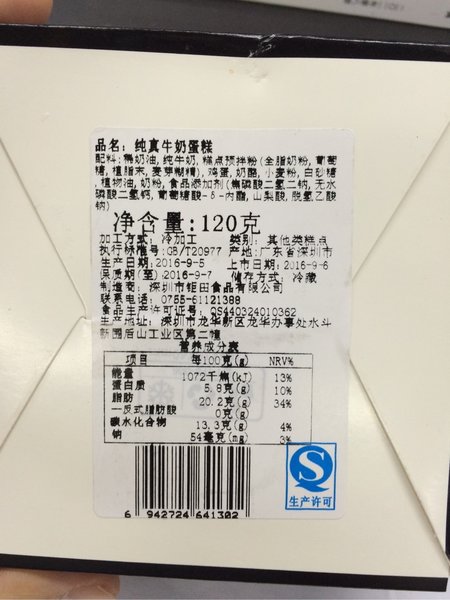 品名：纯真牛奶蛋糕
配料：稀奶油，纯牛奶，糕点预拌粉（全脂奶粉，葡萄
糖，植脂末，麦芽糊精），鸡蛋，奶酪，小麦粉，白砂糖
，植物油，奶粉，食品添加剂（焦磷酸二氢二钠，无水
磷酸二氢钙，葡萄糖酸-δ-内酯，山梨酸，脱氢乙酸
钠）
净含量：120克
加工方式：冷加工 类别：其他类糕点
执行标准号：GB/T20977 产地：广东省深圳市
生产日期：2016-9-5 上市日期：2016-9-6
保质期（至）：2016-9-7 储存方式：冷藏
制造商：深圳市钜田食品有限公司
联系电话：0755-61121388
食品生产许可证号：QS440324010362
生产地址：深圳市龙华新区龙华办事处水斗
新围后山工业区第二幢
营养成分表
项目 每100克(g) NRV%
能量 1072千焦(kJ) 13%
蛋白质 5.8克(g) 10%
脂肪 20.2克(g) 34%
—反式脂肪酸 0克(g)
碳水化合物 13.3克(g) 4%
钠 54毫克(mg) 3%
6 942724 641302
生产许可